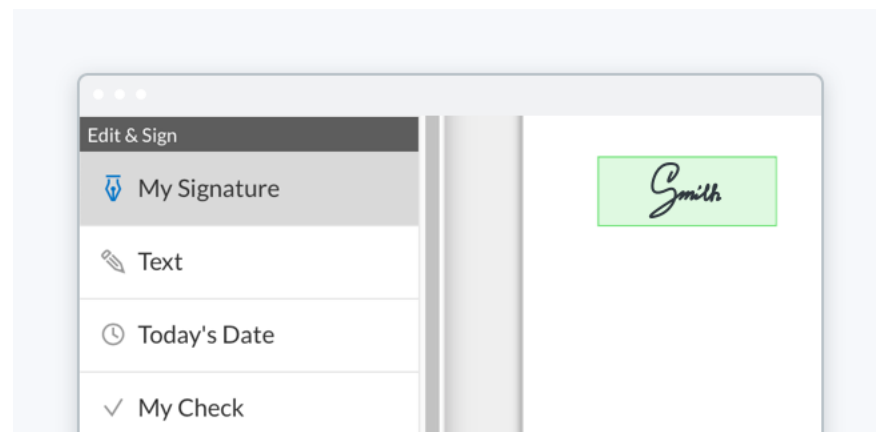 Edit & Sign
My Signature
Smith
Text
Today's Date
My Check